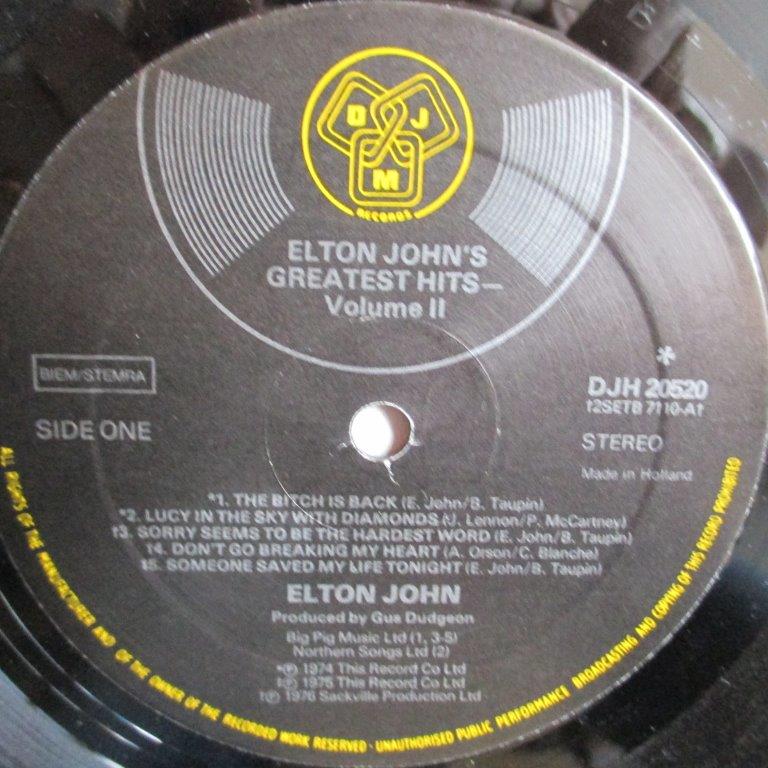 D J
M
RECORDS
ELTON JOHN'S
GREATEST HITS—
Volume II
BIEM/STEMRA
SIDE ONE
*
DJH 20520
12SETB 7110-A1
STEREO
Made in Holland
*1. THE BITCH IS BACK (E. John/B. Taupin)
*2. LUCY IN THE SKY WITH DIAMONDS (J. Lennon/P. McCartney)
†3. SORRY SEEMS TO BE THE HARDEST WORD (E. John/B. Taupin)
†4. DON'T GO BREAKING MY HEART (A. Orson/C. Blanche)
‡5. SOMEONE SAVED MY LIFE TONIGHT (E. John/B. Taupin)
ELTON JOHN
Produced by Gus Dudgeon
Big Pig Music Ltd (1, 3-5)
Northern Songs Ltd (2)
*℗ 1974 This Record Co Ltd
‡℗ 1975 This Record Co Ltd
†℗ 1976 Sackville Production Ltd
ALL RIGHTS OF THE MANUFACTURER AND OF THE OWNER OF THE RECORDED WORK RESERVED · UNAUTHORISED PUBLIC PERFORMANCE BROADCASTING AND COPYING OF THIS RECORD PROHIBITED